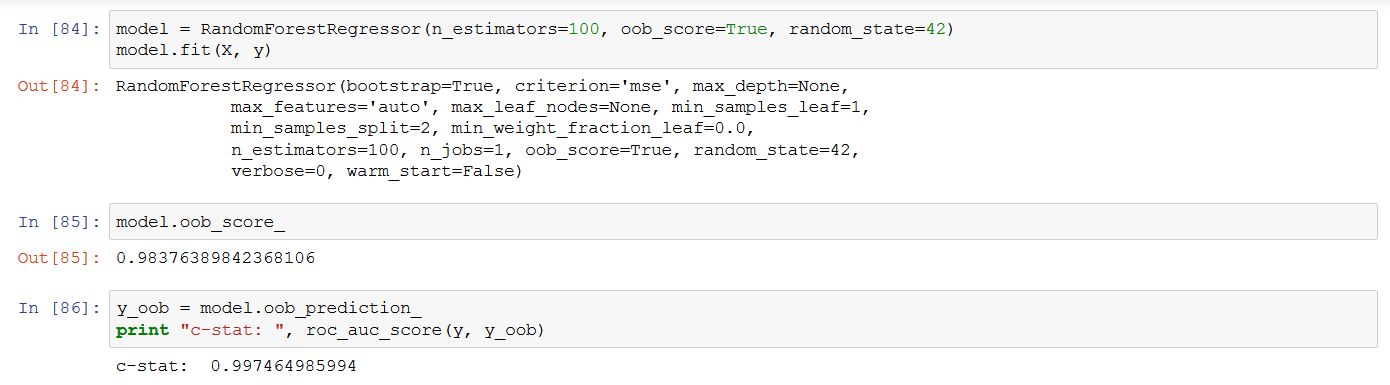 In [84]: model = RandomForestRegressor(n_estimators=100, oob_score=True, random_state=42)
model.fit(X, y)
Out[84]: RandomForestRegressor(bootstrap=True, criterion='mse', max_depth=None,
max_features='auto', max_leaf_nodes=None, min_samples_leaf=1,
min_samples_split=2, min_weight_fraction_leaf=0.0,
n_estimators=100, n_jobs=1, oob_score=True, random_state=42,
verbose=0, warm_start=False)
In [85]: model.oob_score_
Out[85]: 0.98376389842368106
In [86]: y_oob = model.oob_prediction_
print "c-stat: ", roc_auc_score(y, y_oob)
c-stat:  0.997464985994